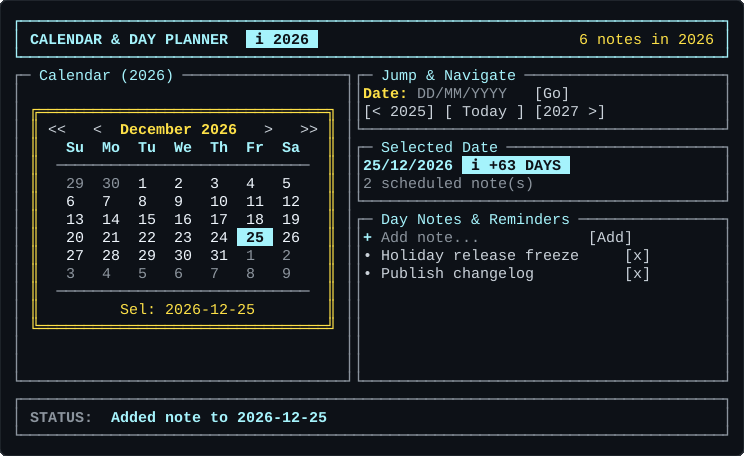 CALENDAR & DAY PLANNER i 2026 6 notes in 2026
Calendar (2026)
<< < December 2026 > >>
Su Mo Tu We Th Fr Sa
29 30 1 2 3 4 5
6 7 8 9 10 11 12
13 14 15 16 17 18 19
20 21 22 23 24 25 26
27 28 29 30 31 1 2
3 4 5 6 7 8 9
Sel: 2026-12-25
Jump & Navigate
Date: DD/MM/YYYY [Go]
[< 2025] [ Today ] [2027 >]
Selected Date
25/12/2026 i +63 DAYS
2 scheduled note(s)
Day Notes & Reminders
+ Add note... [Add]
• Holiday release freeze [x]
• Publish changelog [x]
STATUS: Added note to 2026-12-25